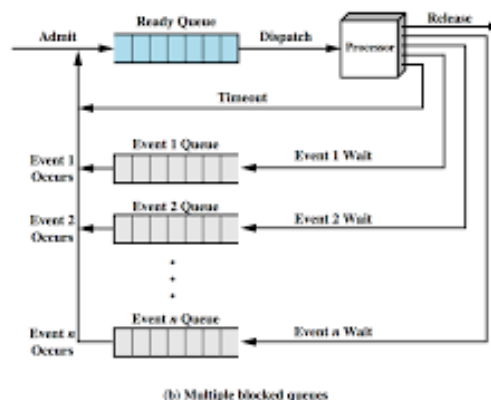 Ready Queue
Release
Admit
Dispatch
Processor
Timeout
Event 1 Queue
Event 1
Occurs
Event 1 Wait
Event 2 Queue
Event 2
Occurs
Event 2 Wait
Event n Queue
Event n
Occurs
Event n Wait
(b) Multiple blocked queues